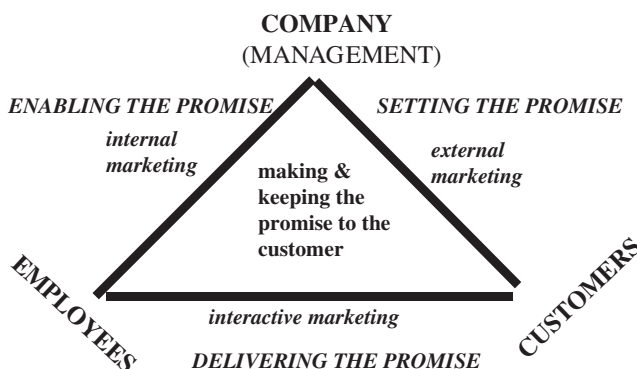 COMPANY
(MANAGEMENT)
ENABLING THE PROMISE
SETTING THE PROMISE
internal
marketing
external
marketing
making &
keeping the
promise to the
customer
EMPLOYEES
CUSTOMERS
interactive marketing
DELIVERING THE PROMISE